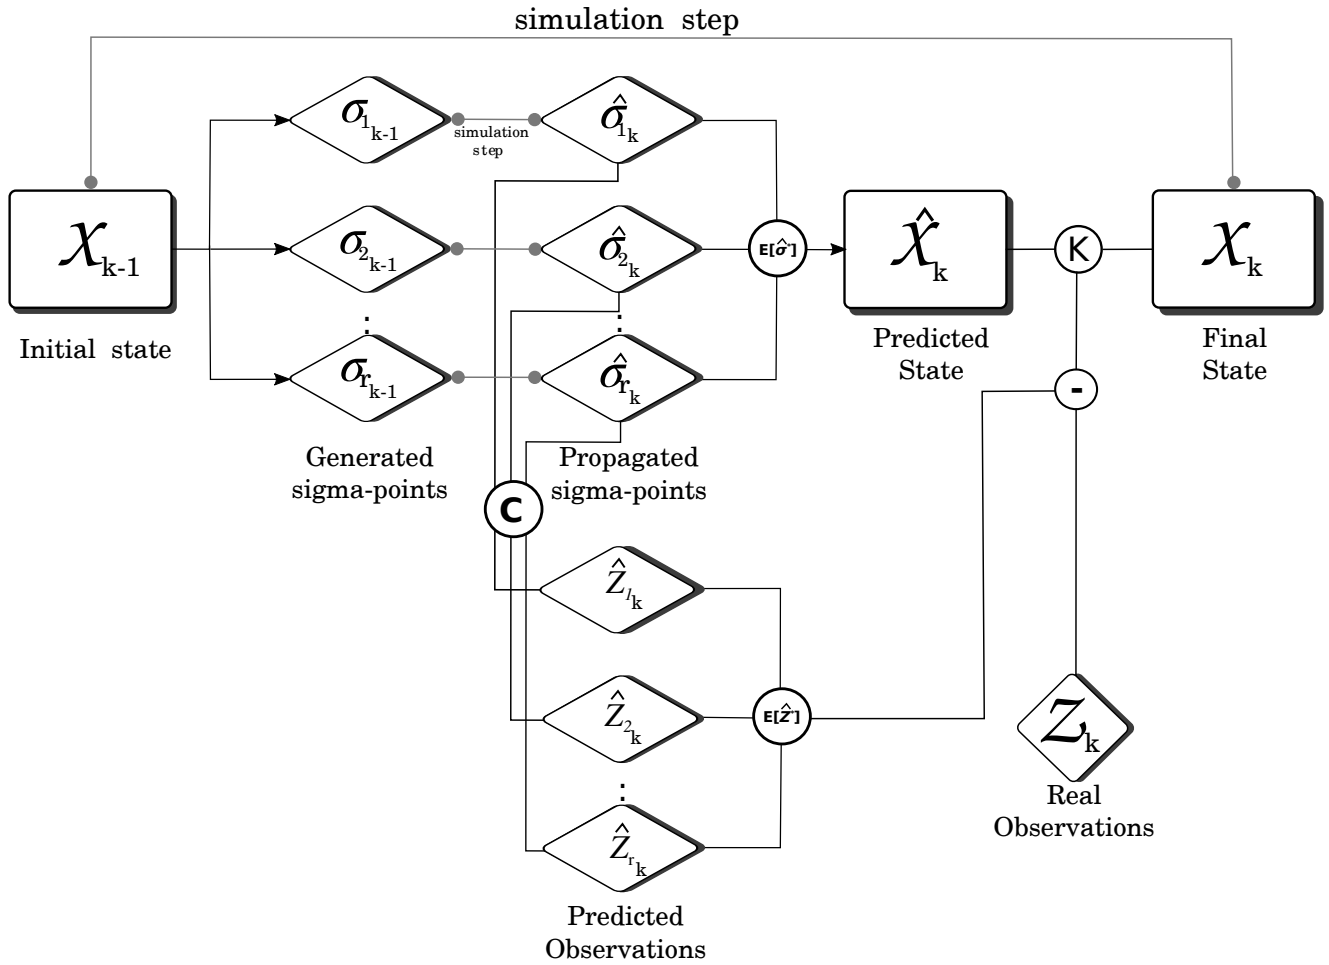 simulation step
σ1k-1
σ̂1k
simulation
step
xk-1
σ2k-1
σ̂2k
E[σ̂]
x̂k
K
xk
Initial state
:
:
Predicted
State
Final
State
σrk-1
σ̂rk
-
Generated
sigma-points
Propagated
sigma-points
C
Ẑ1k
Ẑ2k
E[Ẑ]
Zk
:
Real
Observations
Ẑrk
Predicted
Observations